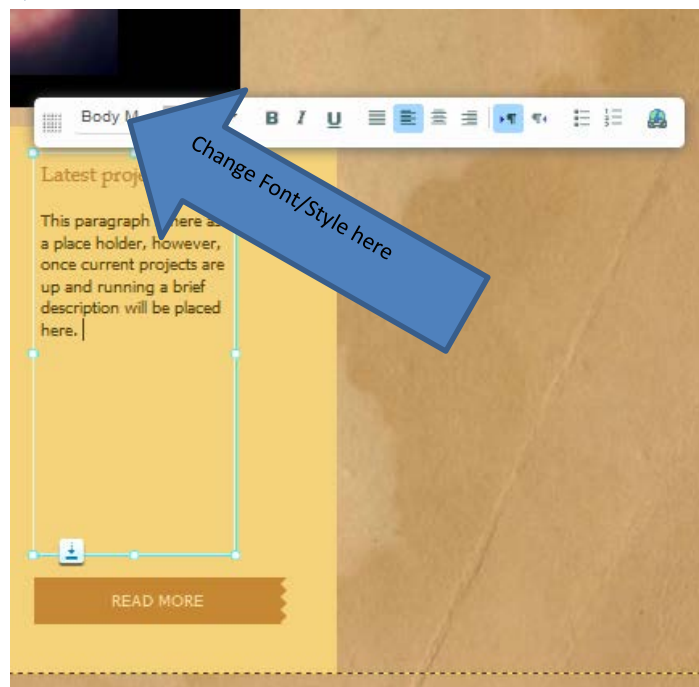 Body M
B I U
Change Font/Style here
Latest proj
This paragraph here as
a place holder, however,
once current projects are
up and running a brief
description will be placed
here.
READ MORE